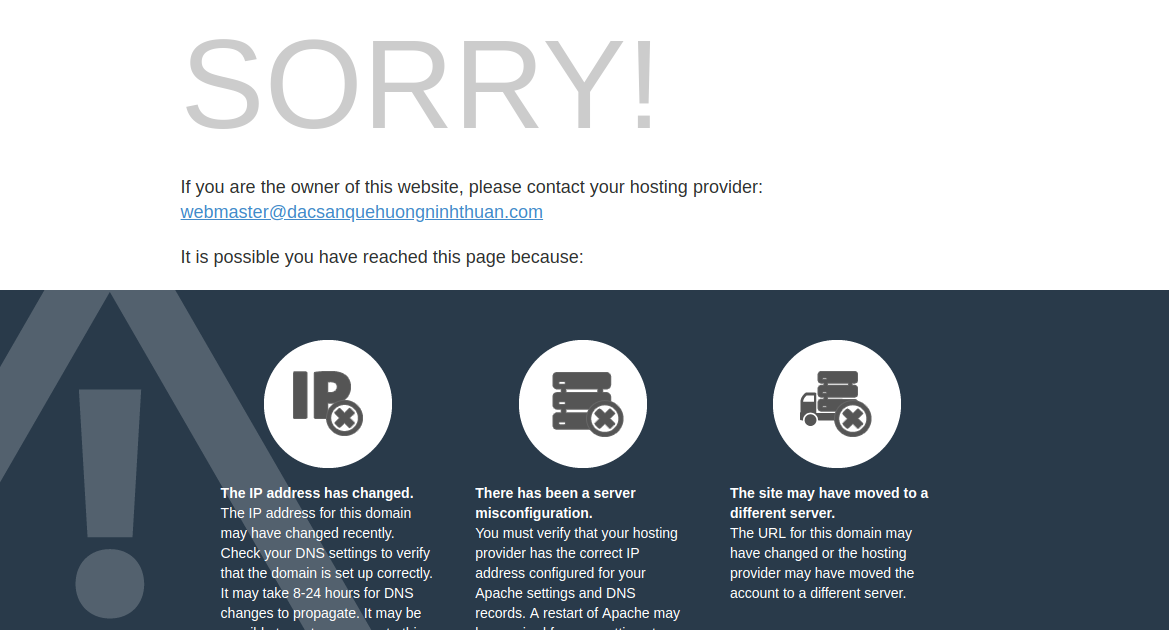 SORRY!
If you are the owner of this website, please contact your hosting provider:
webmaster@dacsanquehuongninhthuan.com
It is possible you have reached this page because:
IP
The IP address has changed.
The IP address for this domain
may have changed recently.
Check your DNS settings to verify
that the domain is set up correctly.
It may take 8-24 hours for DNS
changes to propagate. It may be
There has been a server
misconfiguration.
You must verify that your hosting
provider has the correct IP
address configured for your
Apache settings and DNS
records. A restart of Apache may
The site may have moved to a
different server.
The URL for this domain may
have changed or the hosting
provider may have moved the
account to a different server.